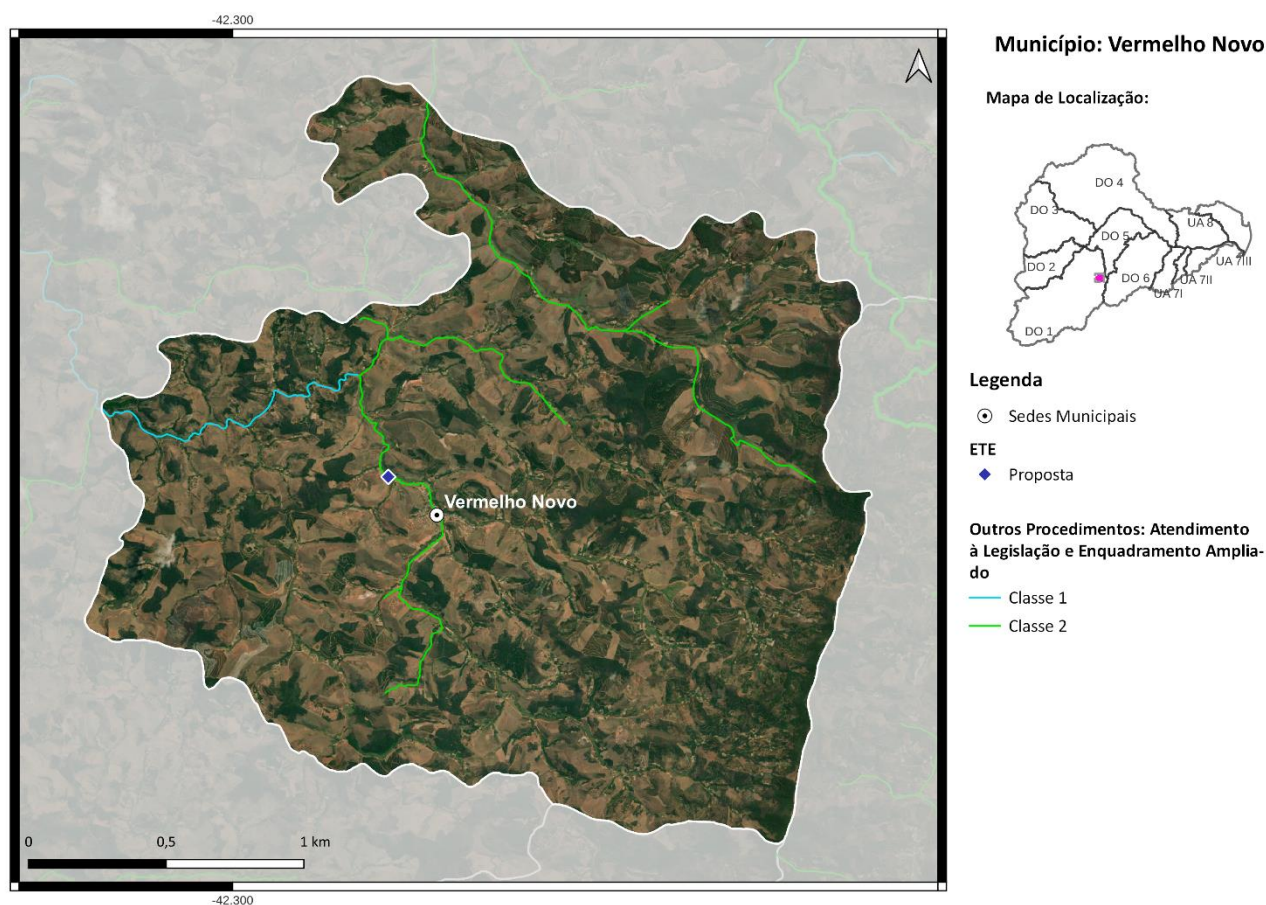 -42.300
Município: Vermelho Novo
Mapa de Localização:
DO 4
DO 3
UA 8
DO 5
UA 7III
DO 2
DO 6
UA 7II
UA 7I
DO 1
Legenda
Sedes Municipais
ETE
Proposta
Vermelho Novo
Outros Procedimentos: Atendimento
à Legislação e Enquadramento Amplia-
do
Classe 1
Classe 2
0 0,5 1 km
-42.300